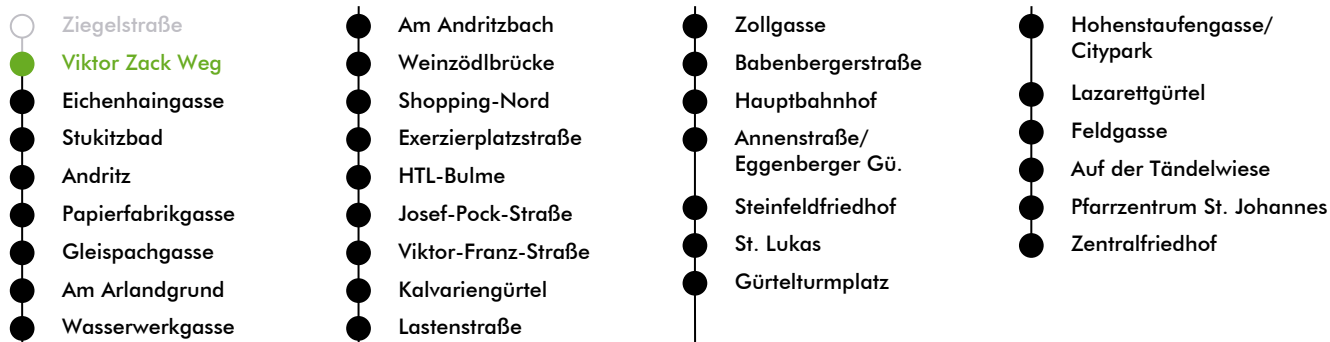 Ziegelstraße
Viktor Zack Weg
Eichenhaingasse
Stukitzbad
Andritz
Papierfabrikgasse
Gleispachgasse
Am Arlandgrund
Wasserwerkgasse
Am Andritzbach
Weinzödlbrücke
Shopping-Nord
Exerzierplatzstraße
HTL-Bulme
Josef-Pock-Straße
Viktor-Franz-Straße
Kalvariengürtel
Lastenstraße
Zollgasse
Babenbergerstraße
Hauptbahnhof
Annenstraße/
Eggenberger Gü.
Steinfeldfriedhof
St. Lukas
Gürtelturmplatz
Hohenstaufengasse/
Citypark
Lazarettgürtel
Feldgasse
Auf der Tändelwiese
Pfarrzentrum St. Johannes
Zentralfriedhof